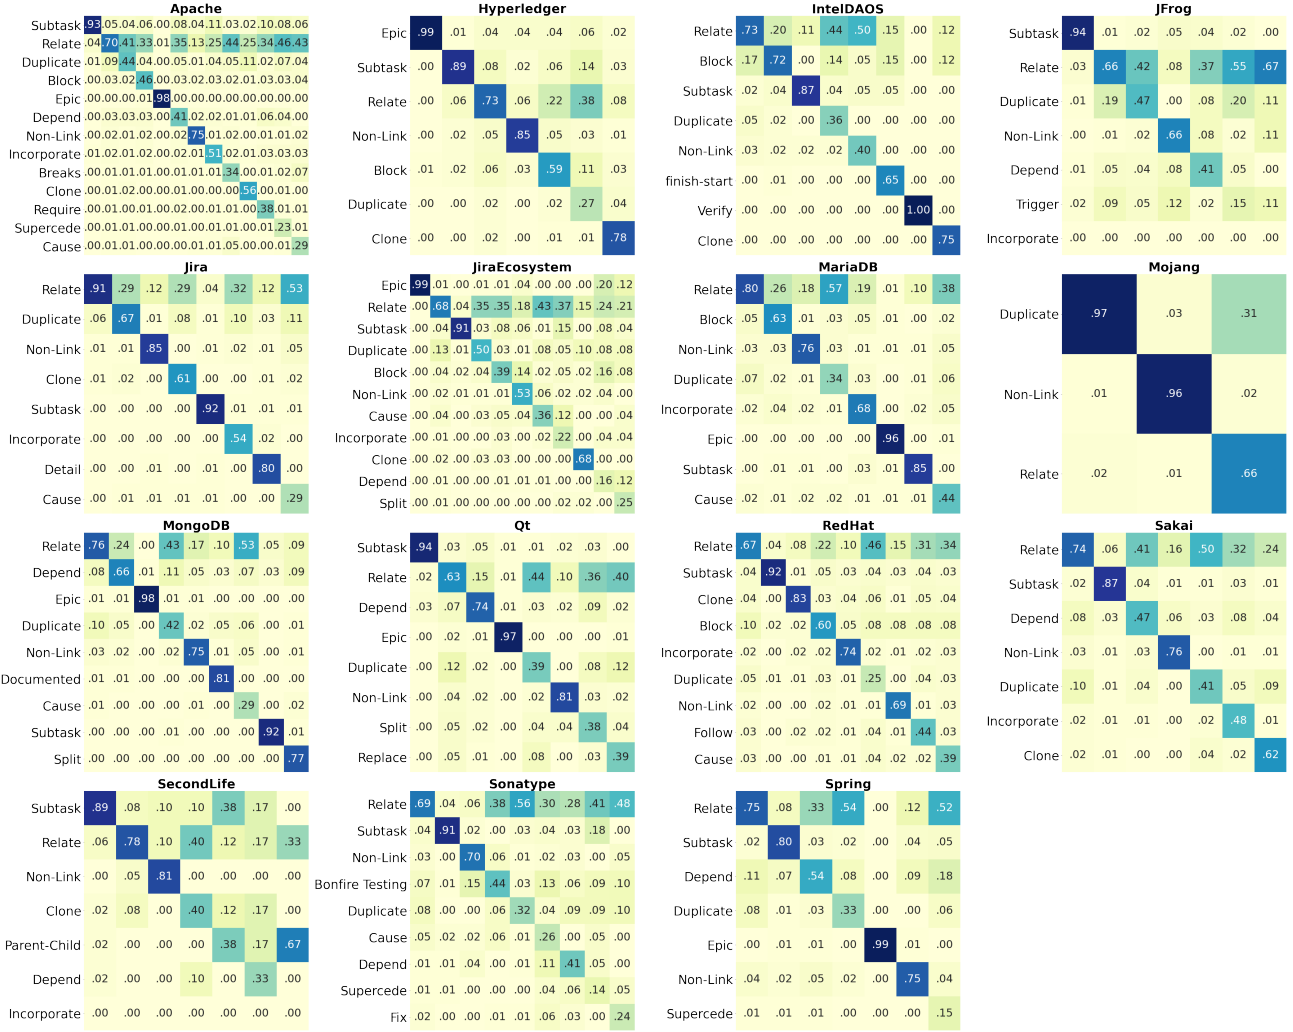 Apache
Subtask .93 .05 .04 .06 .00 .08 .04 .11 .03 .02 .10 .08 .06
Relate .04 .70 .41 .33 .01 .35 .13 .25 .44 .25 .34 .46 .43
Duplicate .01 .09 .44 .04 .00 .05 .01 .04 .05 .11 .02 .07 .04
Block .00 .03 .02 .46 .00 .03 .02 .03 .02 .01 .03 .03 .04
Epic .00 .00 .00 .01 .98 .00 .00 .00 .00 .00 .00 .00 .00
Depend .00 .03 .03 .03 .00 .41 .02 .02 .01 .01 .06 .04 .00
Non-Link .00 .02 .01 .01 .00 .02 .75 .01 .02 .00 .01 .01 .02
Incorporate .01 .02 .01 .02 .00 .02 .01 .51 .02 .01 .03 .03 .03
Breaks .00 .01 .01 .01 .00 .01 .01 .01 .34 .00 .01 .02 .07
Clone .00 .01 .02 .00 .00 .01 .00 .00 .00 .56 .00 .01 .00
Require .00 .01 .01 .01 .00 .02 .01 .01 .01 .00 .38 .01 .01
Supercede .00 .01 .01 .01 .00 .01 .00 .01 .01 .00 .00 .23 .01
Cause .00 .01 .01 .01 .00 .00 .01 .01 .05 .00 .00 .01 .29
Hyperledger
Epic .99 .01 .04 .04 .04 .06 .02
Subtask .00 .89 .08 .02 .06 .14 .03
Relate .00 .06 .73 .06 .22 .38 .08
Non-Link .00 .02 .05 .85 .05 .03 .01
Block .01 .02 .06 .03 .59 .11 .03
Duplicate .00 .00 .02 .00 .02 .27 .04
Clone .00 .00 .02 .00 .01 .01 .78
IntelDAOS
Relate .73 .20 .11 .44 .50 .15 .00 .12
Block .17 .72 .00 .14 .05 .15 .00 .12
Subtask .02 .04 .87 .04 .05 .05 .00 .00
Duplicate .05 .02 .00 .36 .00 .00 .00 .00
Non-Link .03 .02 .02 .02 .40 .00 .00 .00
finish-start .00 .01 .00 .00 .00 .65 .00 .00
Verify .00 .00 .00 .00 .00 .00 1.00 .00
Clone .00 .00 .00 .00 .00 .00 .00 .75
JFrog
Subtask .94 .01 .02 .05 .04 .02 .00
Relate .03 .66 .42 .08 .37 .55 .67
Duplicate .01 .19 .47 .00 .08 .20 .11
Non-Link .00 .01 .02 .66 .08 .02 .11
Depend .01 .05 .04 .08 .41 .05 .00
Trigger .02 .09 .05 .12 .02 .15 .11
Incorporate .00 .00 .00 .00 .00 .00 .00
Jira
Relate .91 .29 .12 .29 .04 .32 .12 .53
Duplicate .06 .67 .01 .08 .01 .10 .03 .11
Non-Link .01 .01 .85 .00 .01 .02 .01 .05
Clone .01 .02 .00 .61 .00 .01 .00 .02
Subtask .00 .00 .00 .00 .92 .01 .01 .01
Incorporate .00 .00 .00 .00 .00 .54 .02 .00
Detail .00 .00 .01 .00 .01 .00 .80 .00
Cause .00 .01 .01 .01 .01 .00 .01 .29
JiraEcosystem
Epic .99 .01 .00 .01 .01 .04 .00 .00 .00 .20 .12
Relate .00 .68 .04 .35 .35 .18 .43 .37 .15 .24 .21
Subtask .00 .04 .91 .03 .08 .06 .01 .15 .00 .08 .04
Duplicate .00 .13 .01 .50 .03 .01 .08 .05 .10 .08 .08
Block .00 .04 .02 .04 .39 .14 .02 .05 .02 .16 .08
Non-Link .00 .02 .01 .01 .02 .53 .06 .02 .01 .00 .04
Cause .00 .04 .00 .03 .05 .04 .36 .12 .00 .00 .04
Incorporate .00 .01 .00 .00 .03 .00 .02 .22 .00 .04 .04
Clone .00 .02 .01 .03 .00 .00 .00 .00 .68 .00 .00
Depend .00 .01 .00 .00 .01 .01 .01 .00 .01 .16 .12
Split .00 .01 .00 .00 .00 .00 .00 .02 .02 .00 .25
MariaDB
Relate .80 .26 .18 .57 .19 .01 .10 .38
Block .05 .63 .01 .03 .05 .01 .00 .02
Non-Link .03 .03 .76 .01 .03 .01 .02 .03
Duplicate .07 .02 .01 .34 .03 .00 .01 .06
Incorporate .02 .04 .02 .01 .68 .00 .02 .05
Epic .00 .00 .00 .00 .00 .96 .00 .01
Subtask .00 .01 .01 .00 .03 .01 .85 .00
Cause .02 .01 .02 .01 .01 .01 .00 .44
Mojang
Duplicate .97 .03 .31
Non-Link .01 .96 .02
Relate .02 .01 .66
MongoDB
Relate .76 .24 .00 .43 .17 .10 .53 .05 .09
Depend .08 .66 .01 .11 .05 .03 .07 .03 .09
Epic .01 .01 .98 .01 .01 .00 .00 .00 .00
Duplicate .10 .05 .00 .42 .02 .05 .06 .00 .01
Non-Link .03 .02 .00 .02 .75 .01 .05 .00 .01
Documented .01 .01 .00 .00 .00 .81 .00 .00 .00
Cause .01 .00 .00 .01 .00 .00 .29 .00 .02
Subtask .00 .01 .00 .00 .00 .00 .00 .92 .01
Split .00 .00 .00 .00 .00 .00 .00 .00 .77
Qt
Subtask .94 .03 .05 .01 .01 .02 .03 .00
Relate .02 .63 .15 .01 .44 .10 .36 .40
Depend .03 .07 .74 .01 .03 .02 .09 .02
Epic .00 .02 .01 .97 .00 .00 .00 .01
Duplicate .00 .12 .02 .00 .39 .00 .08 .12
Non-Link .00 .04 .02 .00 .02 .81 .03 .02
Split .00 .05 .02 .00 .04 .04 .38 .04
Replace .00 .05 .01 .00 .08 .00 .03 .39
RedHat
Relate .67 .04 .08 .22 .10 .46 .15 .31 .34
Subtask .04 .92 .01 .02 .05 .03 .04 .03 .04
Clone .04 .00 .83 .04 .01 .01 .00 .02 .00
Block .10 .02 .02 .60 .05 .08 .08 .08 .08
Incorporate .02 .02 .01 .02 .74 .02 .01 .03 .02
Duplicate .05 .01 .01 .03 .01 .25 .00 .04 .03
Non-Link .02 .00 .00 .02 .01 .01 .69 .01 .02
Follow .03 .00 .02 .02 .01 .04 .01 .44 .03
Cause .03 .00 .00 .01 .01 .04 .02 .02 .39
Sakai
Relate .74 .06 .41 .16 .50 .32 .24
Subtask .02 .87 .04 .01 .01 .03 .01
Depend .08 .03 .47 .06 .03 .08 .04
Non-Link .03 .01 .03 .76 .00 .01 .01
Duplicate .10 .01 .04 .00 .41 .05 .09
Incorporate .02 .01 .01 .00 .02 .48 .01
Clone .02 .01 .00 .00 .04 .02 .62
SecondLife
Subtask .89 .08 .10 .10 .38 .17 .00
Relate .06 .78 .10 .40 .12 .17 .33
Non-Link .00 .05 .81 .00 .00 .00 .00
Clone .02 .08 .00 .40 .12 .17 .00
Parent-Child .02 .00 .00 .00 .38 .17 .67
Depend .02 .00 .00 .10 .00 .33 .00
Incorporate .00 .00 .00 .00 .00 .00 .00
Sonatype
Relate .69 .04 .06 .38 .56 .30 .28 .41 .48
Subtask .04 .91 .02 .00 .03 .04 .03 .18 .00
Non-Link .03 .00 .70 .06 .01 .02 .03 .00 .05
Bonfire Testing .07 .01 .15 .44 .03 .13 .06 .09 .10
Duplicate .08 .00 .00 .06 .32 .04 .09 .09 .10
Cause .05 .02 .02 .06 .01 .26 .00 .05 .00
Depend .01 .01 .04 .00 .01 .11 .41 .05 .00
Supercede .01 .01 .00 .00 .00 .04 .06 .14 .05
Fix .02 .00 .00 .01 .01 .06 .03 .00 .24
Spring
Relate .75 .08 .33 .54 .00 .12 .52
Subtask .02 .80 .02 .03 .00 .04 .05
Depend .11 .07 .54 .08 .00 .09 .18
Duplicate .08 .01 .03 .33 .00 .00 .06
Epic .00 .01 .01 .00 .99 .01 .00
Non-Link .04 .02 .05 .02 .00 .75 .04
Supercede .01 .01 .01 .00 .00 .00 .15